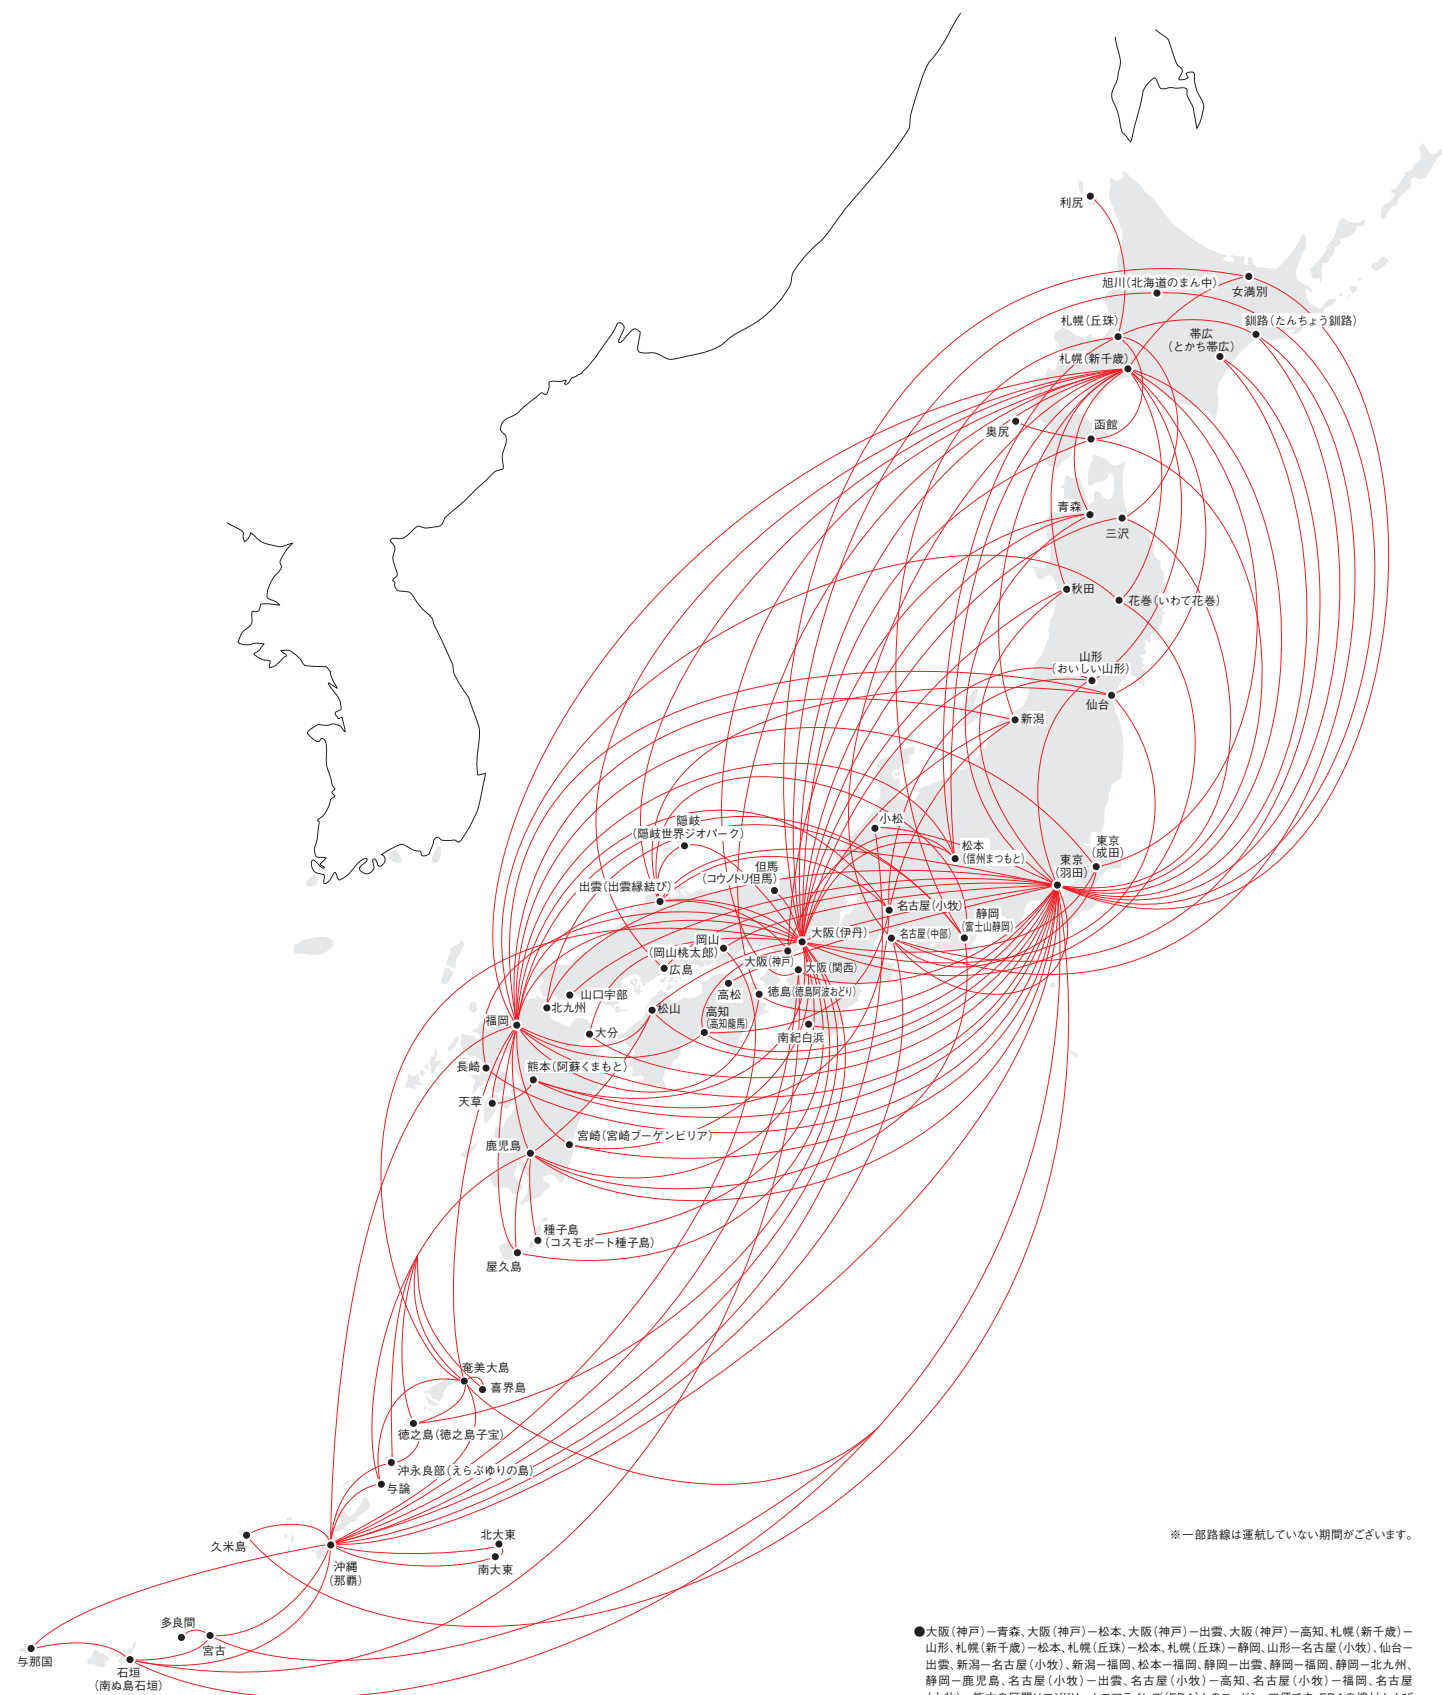 利尻
旭川(北海道のまん中)
女満別
札幌(丘珠)
釧路(たんちょう釧路)
帯広
(とかち帯広)
札幌(新千歳)
奥尻
函館
青森
三沢
秋田
花巻(いわて花巻)
山形
(おいしい山形)
仙台
新潟
小松
隠岐
(隠岐世界ジオパーク)
松本
(信州まつもと)
東京
(成田)
東京
(羽田)
但馬
(コウノトリ但馬)
出雲(出雲縁結び)
名古屋(小牧)
静岡
(富士山静岡)
大阪(伊丹)
名古屋(中部)
岡山
(岡山桃太郎)
大阪(神戸)
大阪(関西)
広島
高松
徳島(徳島阿波おどり)
山口宇部
北九州
松山
高知
(高知龍馬)
福岡
大分
南紀白浜
長崎
熊本(阿蘇くまもと)
天草
宮崎(宮崎ブーゲンビリア)
鹿児島
種子島
(コスモポート種子島)
屋久島
奄美大島
喜界島
徳之島(徳之島子宝)
沖永良部(えらぶゆりの島)
与論
久米島
北大東
南大東
沖縄
(那覇)
※一部路線は運航していない期間がございます。
多良間
宮古
与那国
石垣
(南ぬ島石垣)
●大阪(神戸)－青森、大阪(神戸)－松本、大阪(神戸)－出雲、大阪(神戸)－高知、札幌(新千歳)－
山形、札幌(新千歳)－松本、札幌(丘珠)－松本、札幌(丘珠)－静岡、山形－名古屋(小牧)、仙台－
出雲、新潟－名古屋(小牧)、新潟－福岡、松本－福岡、静岡－出雲、静岡－福岡、静岡－北九州、
静岡－鹿児島、名古屋(小牧)－出雲、名古屋(小牧)－高知、名古屋(小牧)－福岡、名古屋